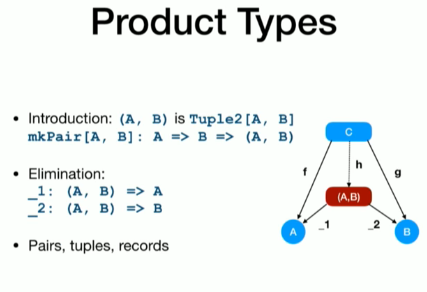 Product Types
• Introduction: (A, B) is Tuple2[A, B]
mkPair[A, B]: A => B => (A, B)
• Elimination:
_1: (A, B) => A
_2: (A, B) => B
• Pairs, tuples, records
C
f
h
g
(A,B)
A
_1
_2
B